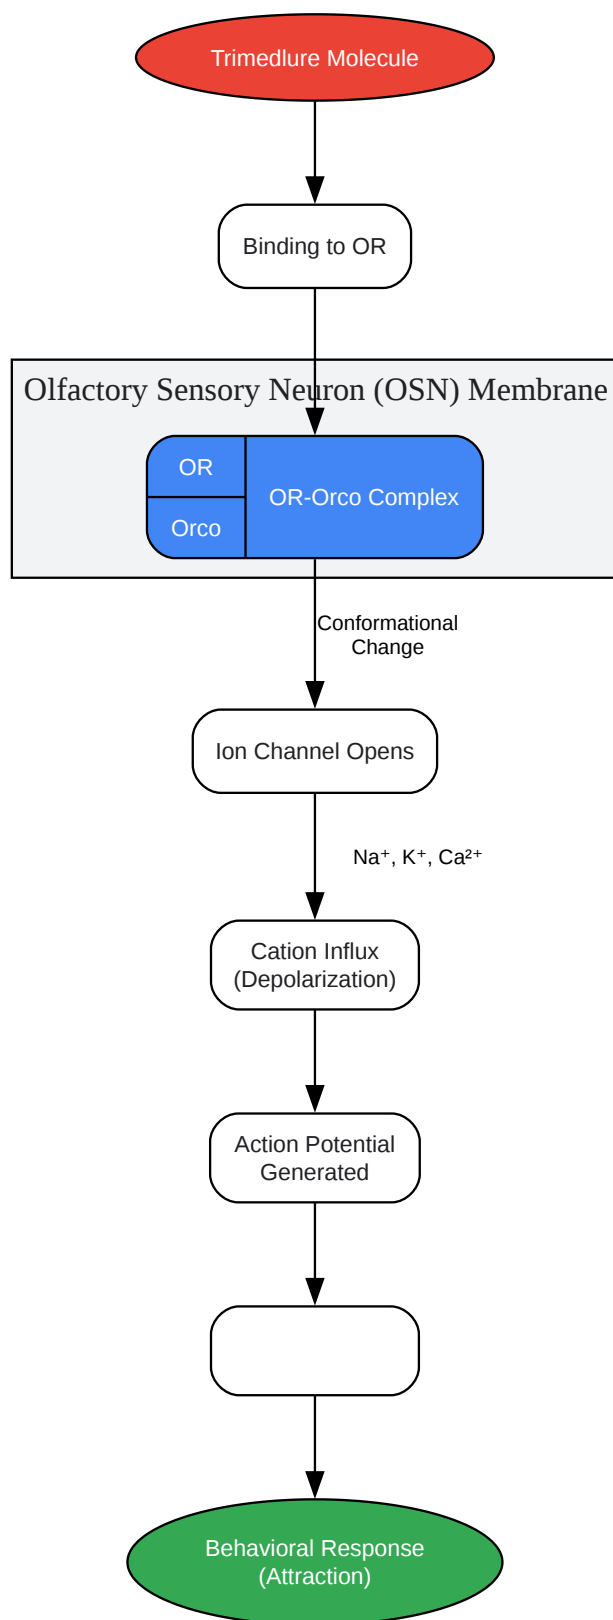 Trimedlure Molecule
Binding to OR
Olfactory Sensory Neuron (OSN) Membrane
OR
Orco
OR-Orco Complex
Conformational
Change
Ion Channel Opens
Na⁺, K⁺, Ca²⁺
Cation Influx
(Depolarization)
Action Potential
Generated
Behavioral Response
(Attraction)